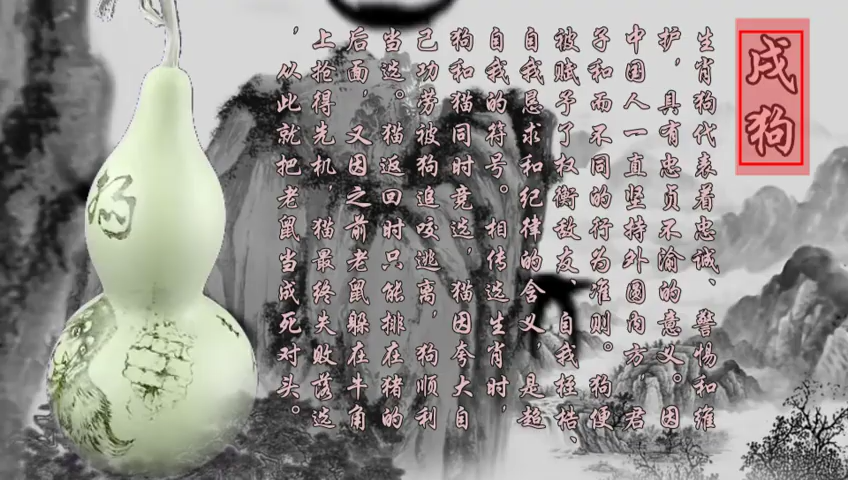 戌狗
生肖狗代表着忠诚、警惕和维
护，具有忠贞不渝的意义。因
中国人一直坚持外圆内方君
子和而不同的行为准则。狗便
被赋予了权衡敌友、自我桎梏、
自我恳求和纪律的含义，是超
自我的符号。相传选生肖时，
狗和猫同时竞选，猫因夸大自
己功劳被狗追咬逃离，狗顺利
当选。猫返回时只能排在猪的
后面，又因之前老鼠躲在牛角
上抢得先机，猫最终失败落选
，从此就把老鼠当成死对头。
狗